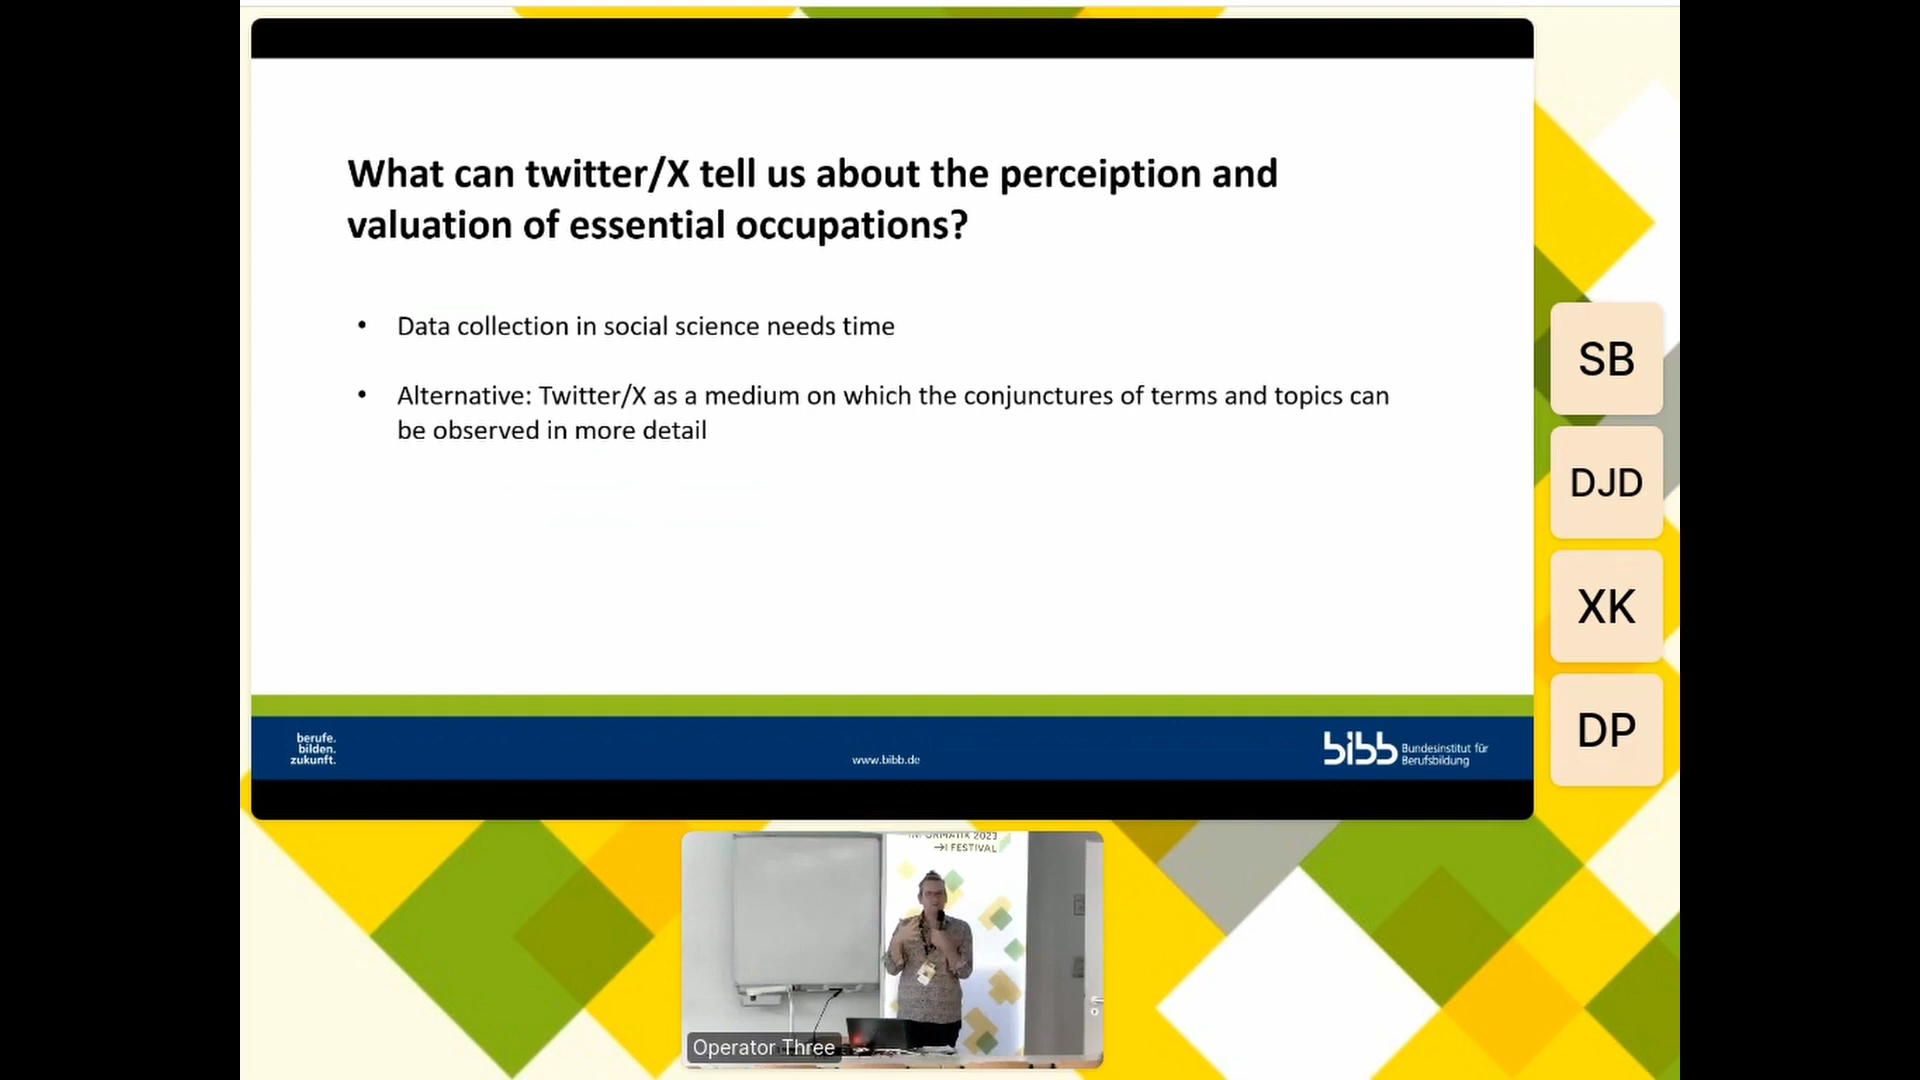 What can twitter/X tell us about the perceiption and
valuation of essential occupations?
• Data collection in social science needs time
• Alternative: Twitter/X as a medium on which the conjunctures of terms and topics can
be observed in more detail
berufe.
bilden.
zukunft.
www.bibb.de
bibb Bundesinstitut für
Berufsbildung
SB
DJD
XK
DP
INFORMATIK 2023
→I FESTIVAL
Operator Three